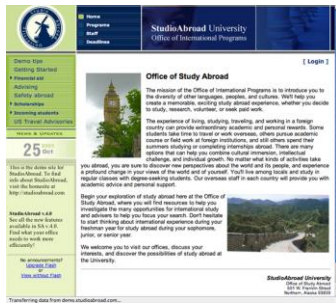 Home
Programs
Staff
Deadlines
StudioAbroad University
Office of International Programs
[ Login ]
Demo tips
Getting Started
Financial aid
Advising
Safety abroad
Scholarships
Incoming students
US Travel Advisories
NEWS & UPDATES
25
Oct
This is the demo site for
StudioAbroad. To find
info about StudioAbroad,
visit the homesite at
http://studioabroad.com
StudioAbroad v.4.0
See all the new features
available in SA v.4.0.
Find what your office
needs to work more
efficiently!
No announcements?
Upgrade Flash
or
View without Flash
Office of Study Abroad
The mission of the Office of International Programs is to introduce you to
the diversity of other languages, peoples, and cultures. We'll help you
create a memorable, exciting study abroad experience, whether you decide
to study, research, volunteer, or seek paid work.
The experience of living, studying, traveling, and working in a foreign
country can provide extraordinary academic and personal rewards. Some
students take time to travel or work overseas, others pursue academic
course or field work at foreign institutions, and still others spend their
summers studying or completing internships abroad. There are many
options that can help you combine cultural immersion, intellectual
challenge, and individual growth. No matter what kinds of activities take
you abroad, you are sure to discover new perspectives about the world and its people, and experience
a profound change in your views of the world and of yourself. You'll live among locals and study in
regular classes with degree-seeking students. Our overseas staff in each country will provide you with
academic advice and personal support.
Begin your exploration of study abroad here at the Office of
Study Abroad, where you will find resources to help you
investigate the many opportunities for international study,
and advisers to help you focus your search. Don't hesitate
to start thinking about international experience during your
freshman year for study abroad during your sophomore,
junior, or senior year.
We welcome you to visit our offices, discuss your
interests, and discover the possibilities of study abroad at
the University.
StudioAbroad University
Office of Study Abroad
Northern, Alaska 00000
Transferring data from demo.studioabroad.com...